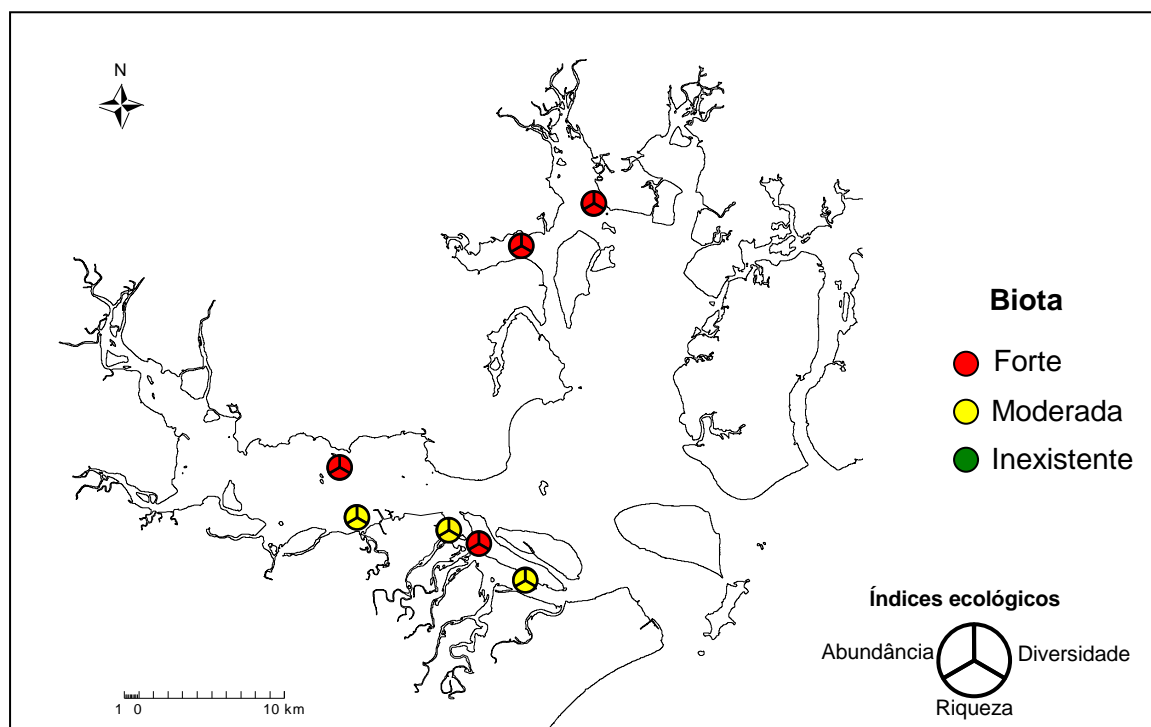 N
Biota
Forte
Moderada
Inexistente
Índices ecológicos
Abundância
Diversidade
Riqueza
1 0 10 km